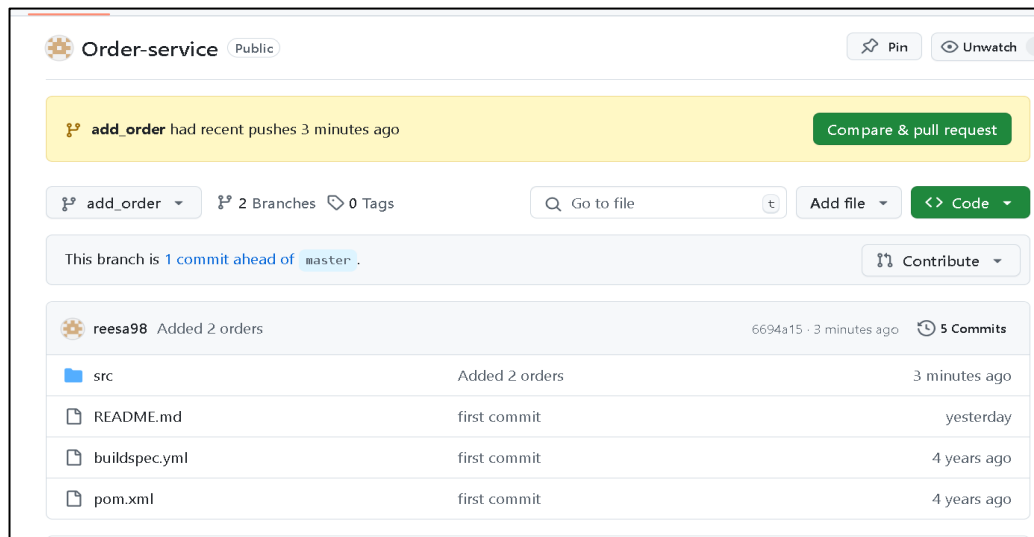 Order-service Public Pin Unwatch
add_order had recent pushes 3 minutes ago Compare & pull request
add_order 2 Branches 0 Tags Go to file t Add file Code
This branch is 1 commit ahead of master. Contribute
reesa98 Added 2 orders 6694a15 · 3 minutes ago 5 Commits
src Added 2 orders 3 minutes ago
README.md first commit yesterday
buildspec.yml first commit 4 years ago
pom.xml first commit 4 years ago